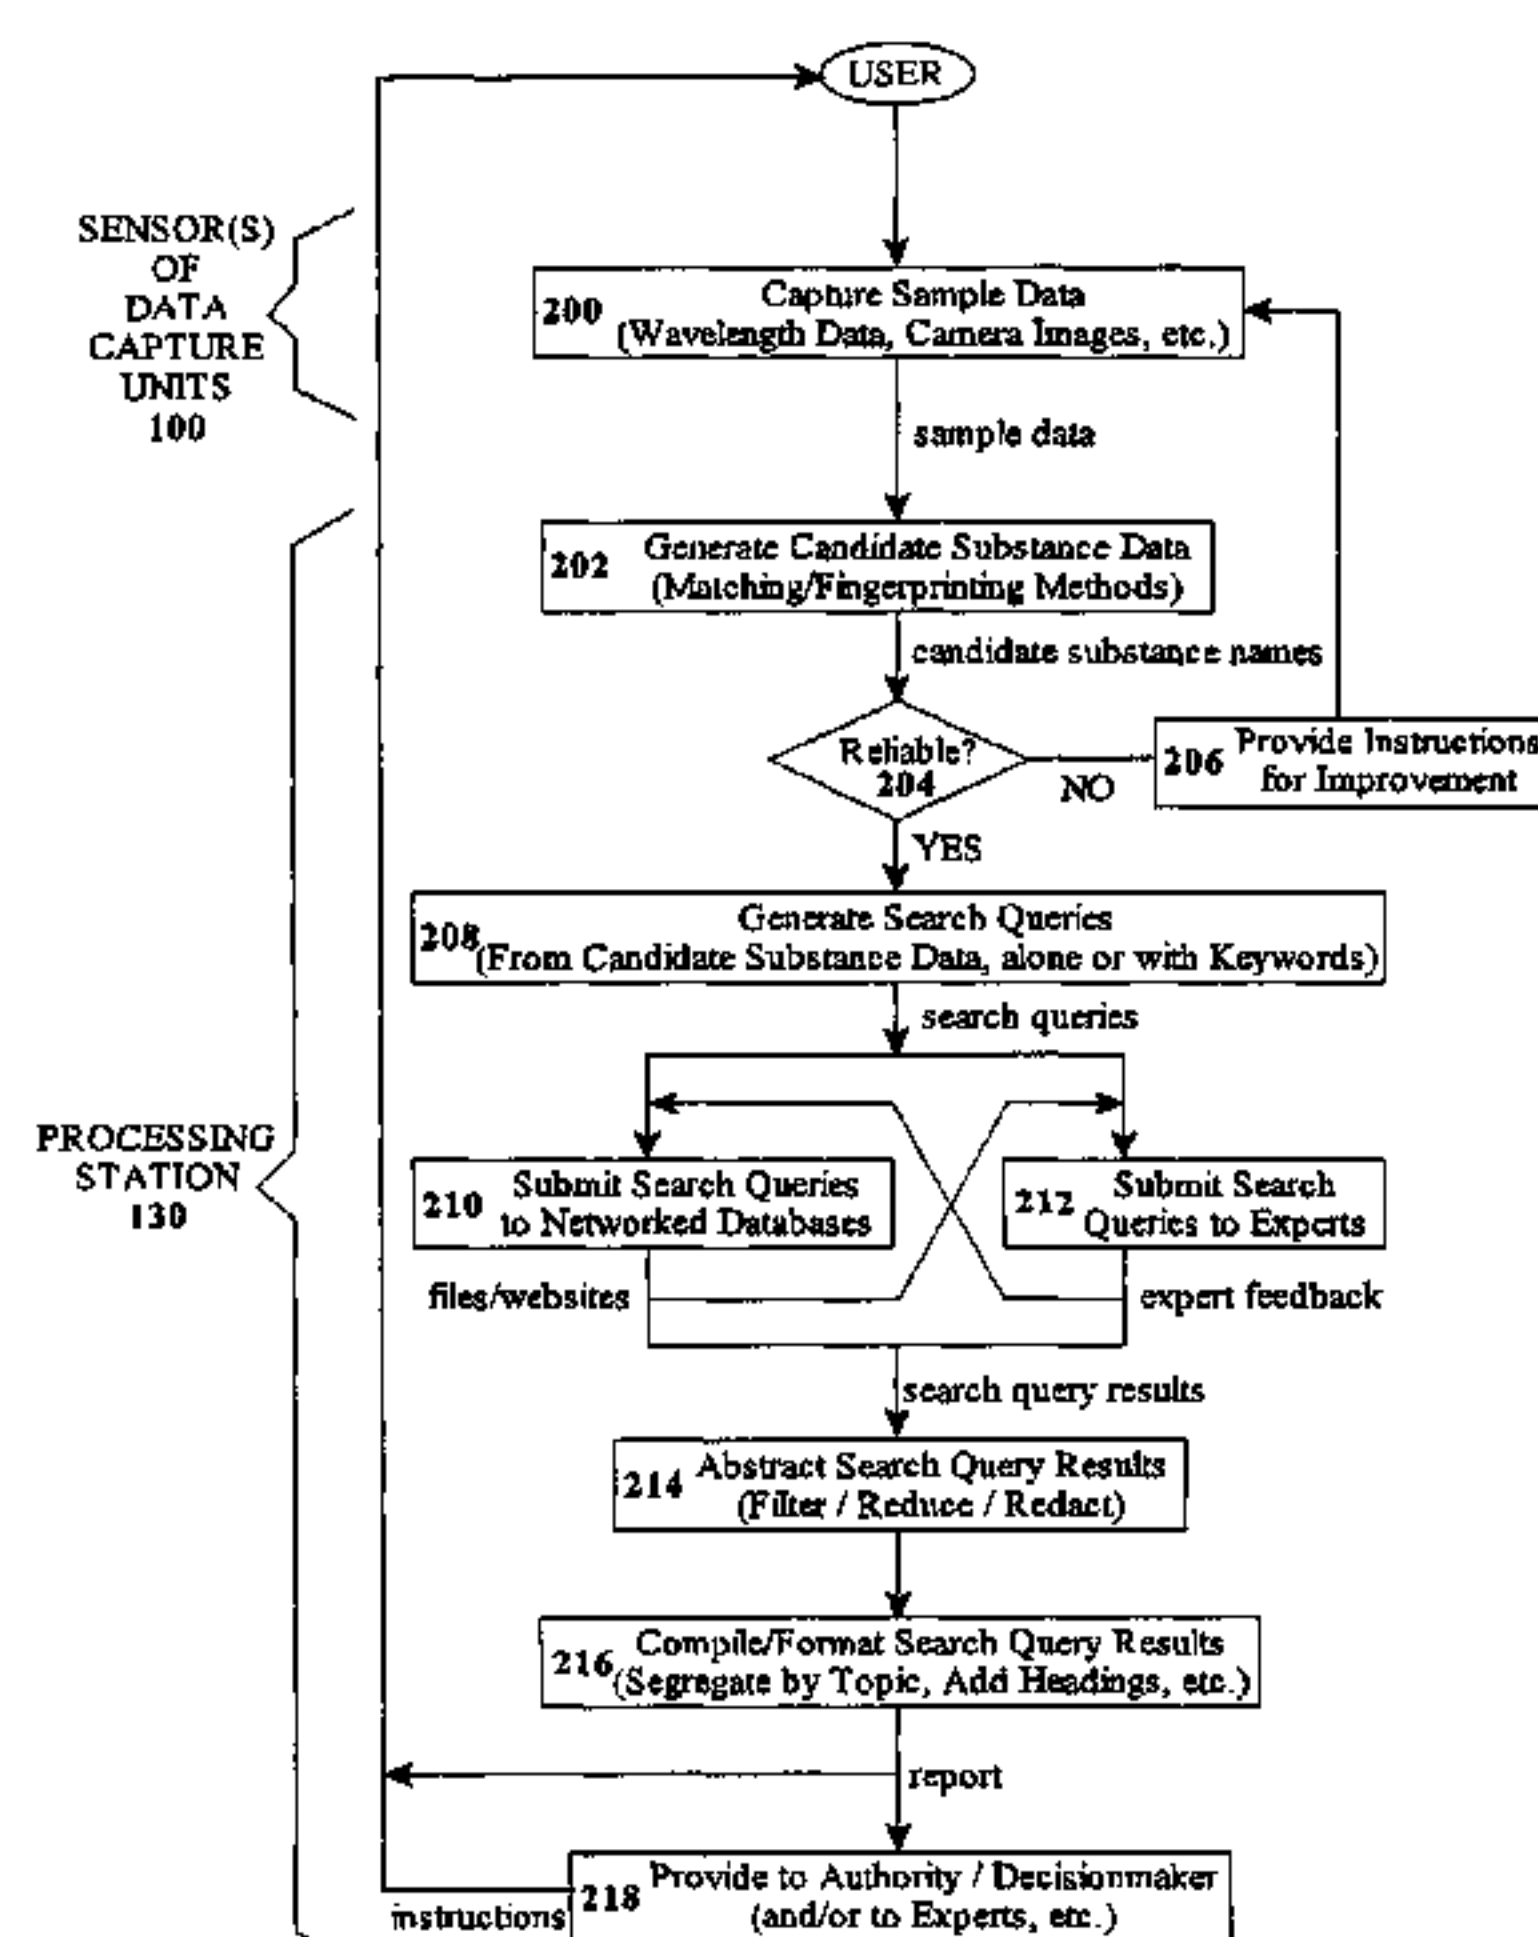 USER
SENSOR(S)
OF
DATA
CAPTURE
UNITS
100
200
Capture Sample Data
(Wavelength Data, Camera Images, etc.)
sample data
202
Generate Candidate Substance Data
(Matching/Fingerprinting Methods)
candidate substance names
Reliable?
204
NO
206
Provide Instructions
for Improvement
YES
208
Generate Search Queries
(From Candidate Substance Data, alone or with Keywords)
search queries
PROCESSING
STATION
130
210
Submit Search Queries
to Networked Databases
212
Submit Search
Queries to Experts
files/websites
expert feedback
search query results
214
Abstract Search Query Results
(Filter / Reduce / Redact)
216
Compile/Format Search Query Results
(Segregate by Topic, Add Headings, etc.)
report
218
Provide to Authority / Decisionmaker
(and/or to Experts, etc.)
instructions